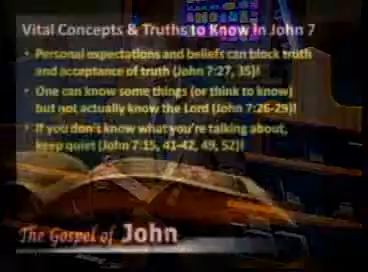 Vital Concepts & Truths to Know in John 7
• Personal expectations and beliefs can block truth
and acceptance of truth (John 7:27, 35)!
• One can know some things (or think to know)
but not actually know the Lord (John 7:26-29)!
• If you don't know what you're talking about,
keep quiet (John 7:15, 41-42, 49, 52)!
The Gospel of John